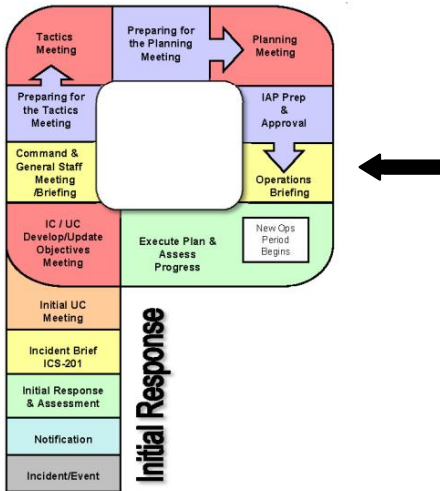 Tactics
Meeting
Preparing for
the Planning
Meeting
Planning
Meeting
Preparing for
the Tactics
Meeting
IAP Prep
&
Approval
Command &
General Staff
Meeting
/Briefing
Operations
Briefing
IC / UC
Develop/Update
Objectives
Meeting
Execute Plan &
Assess
Progress
New Ops
Period
Begins
Initial UC
Meeting
Incident Brief
ICS-201
Initial Response
& Assessment
Notification
Incident/Event
Initial Response